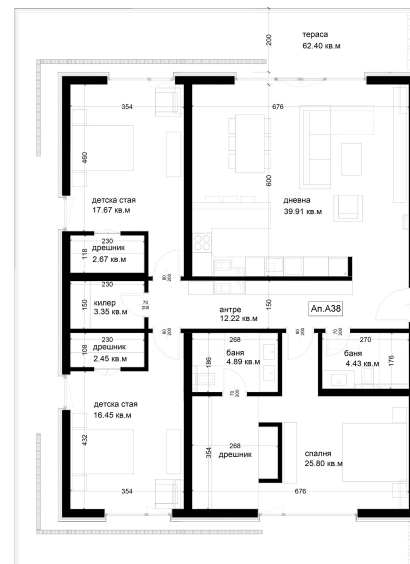 200
тераса
62.40 кв.м
354
676
460
600
детска стая
17.67 кв.м
дневна
39.91 кв.м
230
дрешник
2.67 кв.м
118
80
200
230
килер
3.35 кв.м
150
70
200
антре
12.22 кв.м
150
Ап.А38
80
200
230
дрешник
2.45 кв.м
108
80
200
268
баня
4.89 кв.м
186
80
200
70
200
270
баня
4.43 кв.м
176
70
200
детска стая
16.45 кв.м
432
354
268
дрешник
354
спалня
25.80 кв.м
676